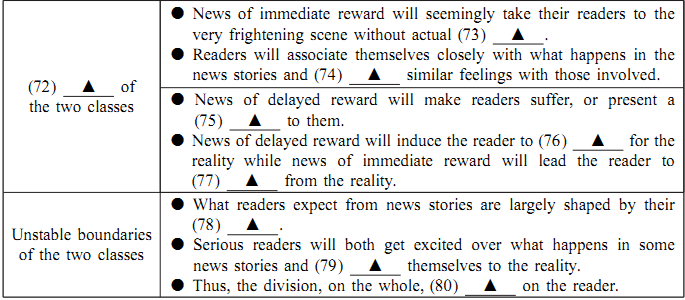 (72) ▲ of
the two classes
● News of immediate reward will seemingly take their readers to the
very frightening scene without actual (73) ▲ .
● Readers will associate themselves closely with what happens in the
news stories and (74) ▲ similar feelings with those involved.
● News of delayed reward will make readers suffer, or present a
(75) ▲ to them.
● News of delayed reward will induce the reader to (76) ▲ for the
reality while news of immediate reward will lead the reader to
(77) ▲ from the reality.
Unstable boundaries
of the two classes
● What readers expect from news stories are largely shaped by their
(78) ▲ .
● Serious readers will both get excited over what happens in some
news stories and (79) ▲ themselves to the reality.
● Thus, the division, on the whole, (80) ▲ on the reader.